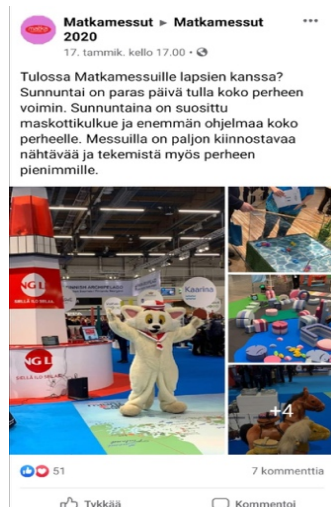 Matkamessut ▸ Matkamessut
2020
17. tammik. kello 17.00 •
Tulossa Matkamessuille lapsien kanssa?
Sunnuntai on paras päivä tulla koko perheen
voimin. Sunnuntaina on suosittu
maskottikulkue ja enemmän ohjelmaa koko
perheelle. Messuilla on paljon kiinnostavaa
nähtävää ja tekemistä myös perheen
pienimmille.
NG L
Kaarina
NG L
+4
51
7 kommenttia
Tykkää
Kommentoi